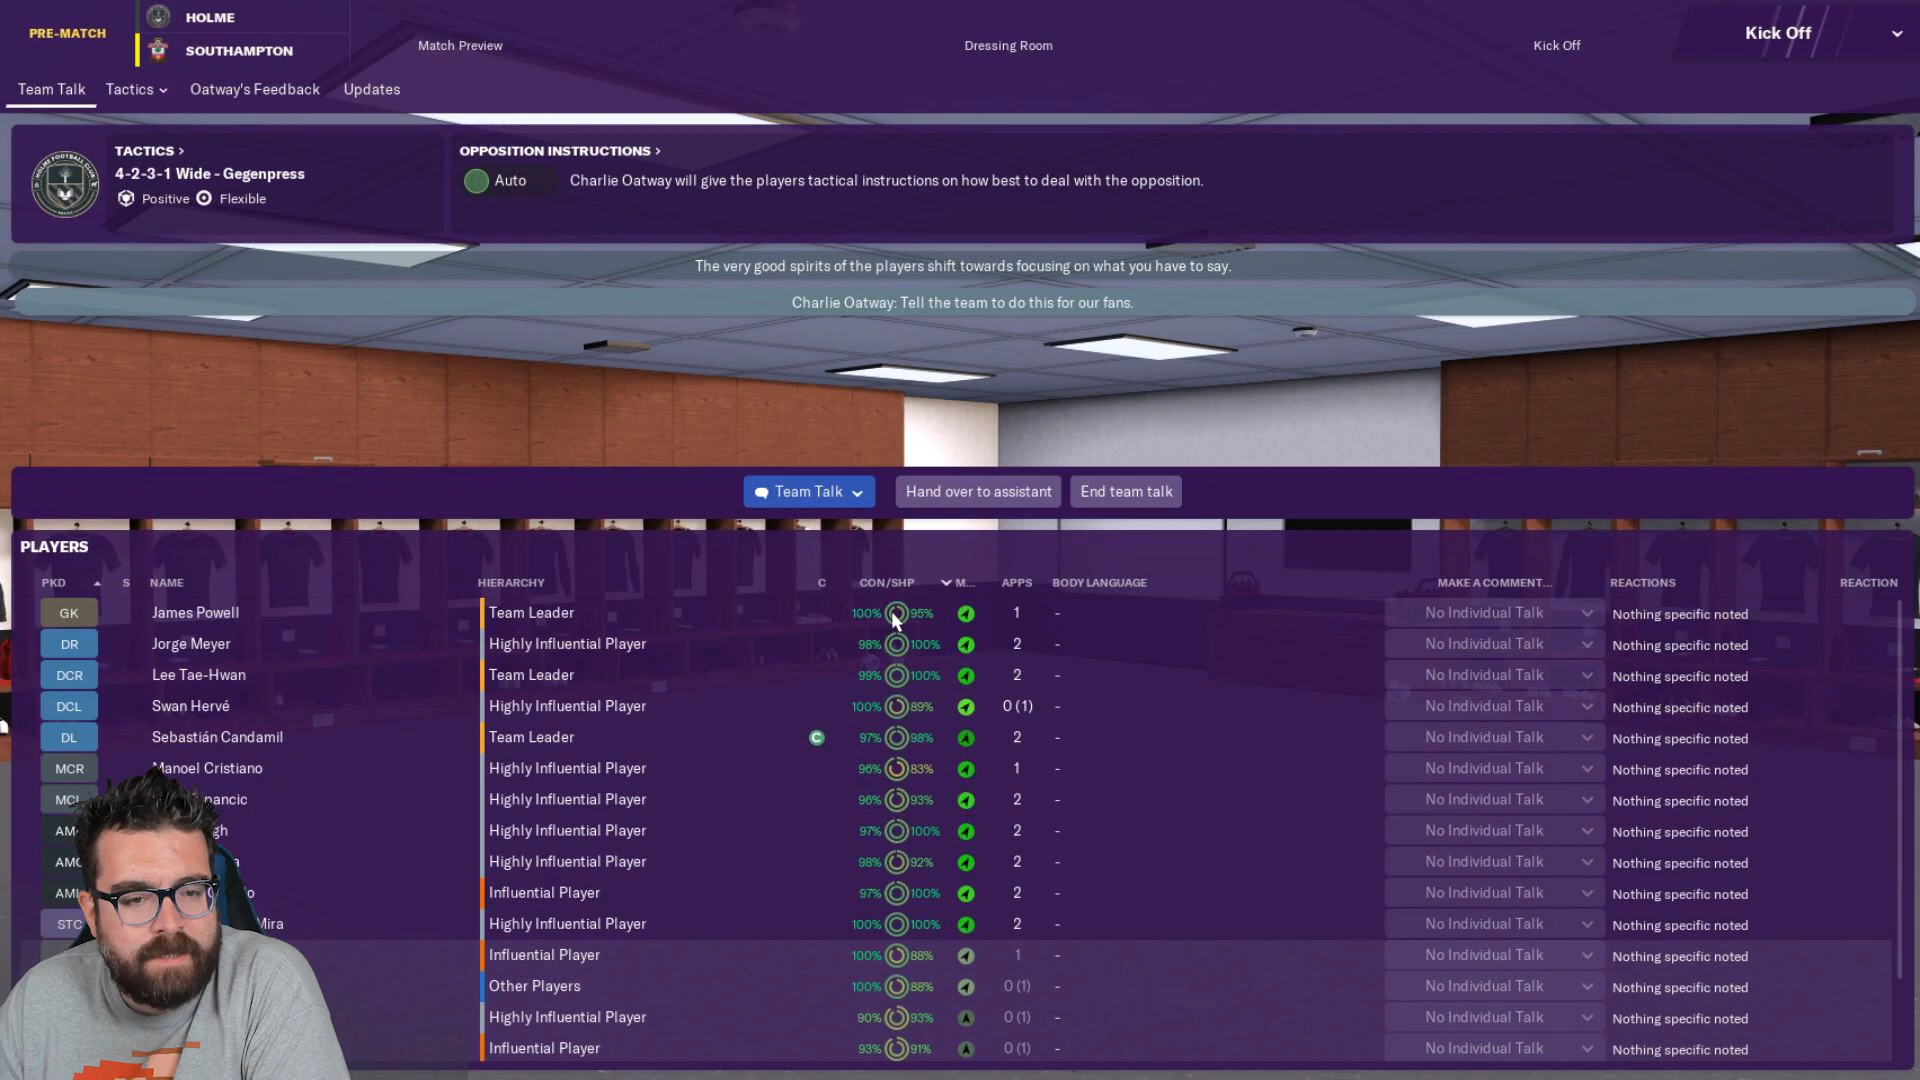 PRE-MATCH
HOLME
SOUTHAMPTON
Match Preview
Dressing Room
Kick Off
Kick Off
Team Talk
Tactics
Oatway's Feedback
Updates
TACTICS >
4-2-3-1 Wide - Gegenpress
Positive
Flexible
OPPOSITION INSTRUCTIONS >
Auto
Charlie Oatway will give the players tactical instructions on how best to deal with the opposition.
The very good spirits of the players shift towards focusing on what you have to say.
Charlie Oatway: Tell the team to do this for our fans.
Team Talk
Hand over to assistant
End team talk
PLAYERS
PKD S NAME HIERARCHY C CON/SHP M... APPS BODY LANGUAGE MAKE A COMMENT... REACTIONS REACTION
GK James Powell Team Leader 100% 95% 1 - No Individual Talk Nothing specific noted
DR Jorge Meyer Highly Influential Player 98% 100% 2 - No Individual Talk Nothing specific noted
DCR Lee Tae-Hwan Team Leader 99% 100% 2 - No Individual Talk Nothing specific noted
DCL Swan Hervé Highly Influential Player 100% 89% 0 (1) - No Individual Talk Nothing specific noted
DL Sebastián Candamil Team Leader C 97% 98% 2 - No Individual Talk Nothing specific noted
MCR Manoel Cristiano Highly Influential Player 96% 83% 1 - No Individual Talk Nothing specific noted
Highly Influential Player 96% 93% 2 - No Individual Talk Nothing specific noted
Highly Influential Player 97% 100% 2 - No Individual Talk Nothing specific noted
Highly Influential Player 98% 92% 2 - No Individual Talk Nothing specific noted
Influential Player 97% 100% 2 - No Individual Talk Nothing specific noted
STC Mira Highly Influential Player 100% 100% 2 - No Individual Talk Nothing specific noted
Influential Player 100% 88% 1 - No Individual Talk Nothing specific noted
Other Players 100% 88% 0 (1) - No Individual Talk Nothing specific noted
Highly Influential Player 90% 93% 0 (1) - No Individual Talk Nothing specific noted
Influential Player 93% 91% 0 (1) - No Individual Talk Nothing specific noted